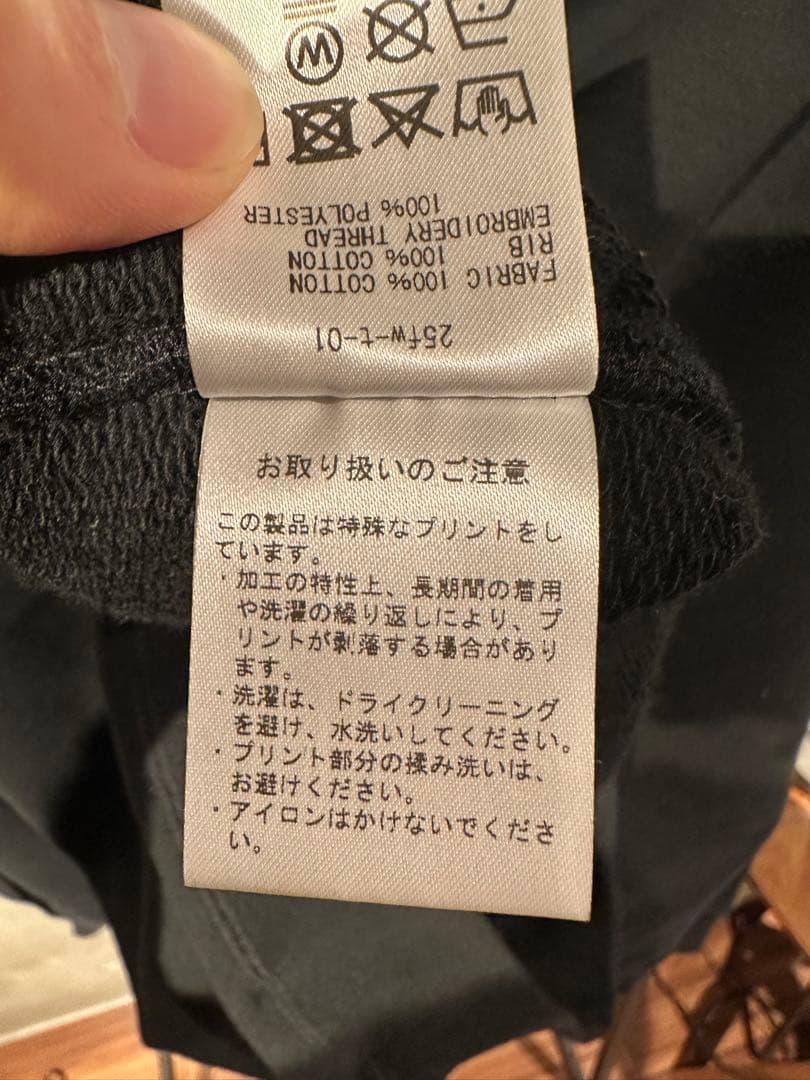 W
FABRIC 100% COTTON
RIB 100% COTTON
EMBROIDERY THREAD
100% POLYESTER
25fw-t-01
お取り扱いのご注意
この製品は特殊なプリントをし
ています。
・加工の特性上、長期間の着用
や洗濯の繰り返しにより、プ
リントが剥落する場合があり
ます。
・洗濯は、ドライクリーニング
を避け、水洗いしてください。
・プリント部分の揉み洗いは、
お避けください。
・アイロンはかけないでくださ
い。